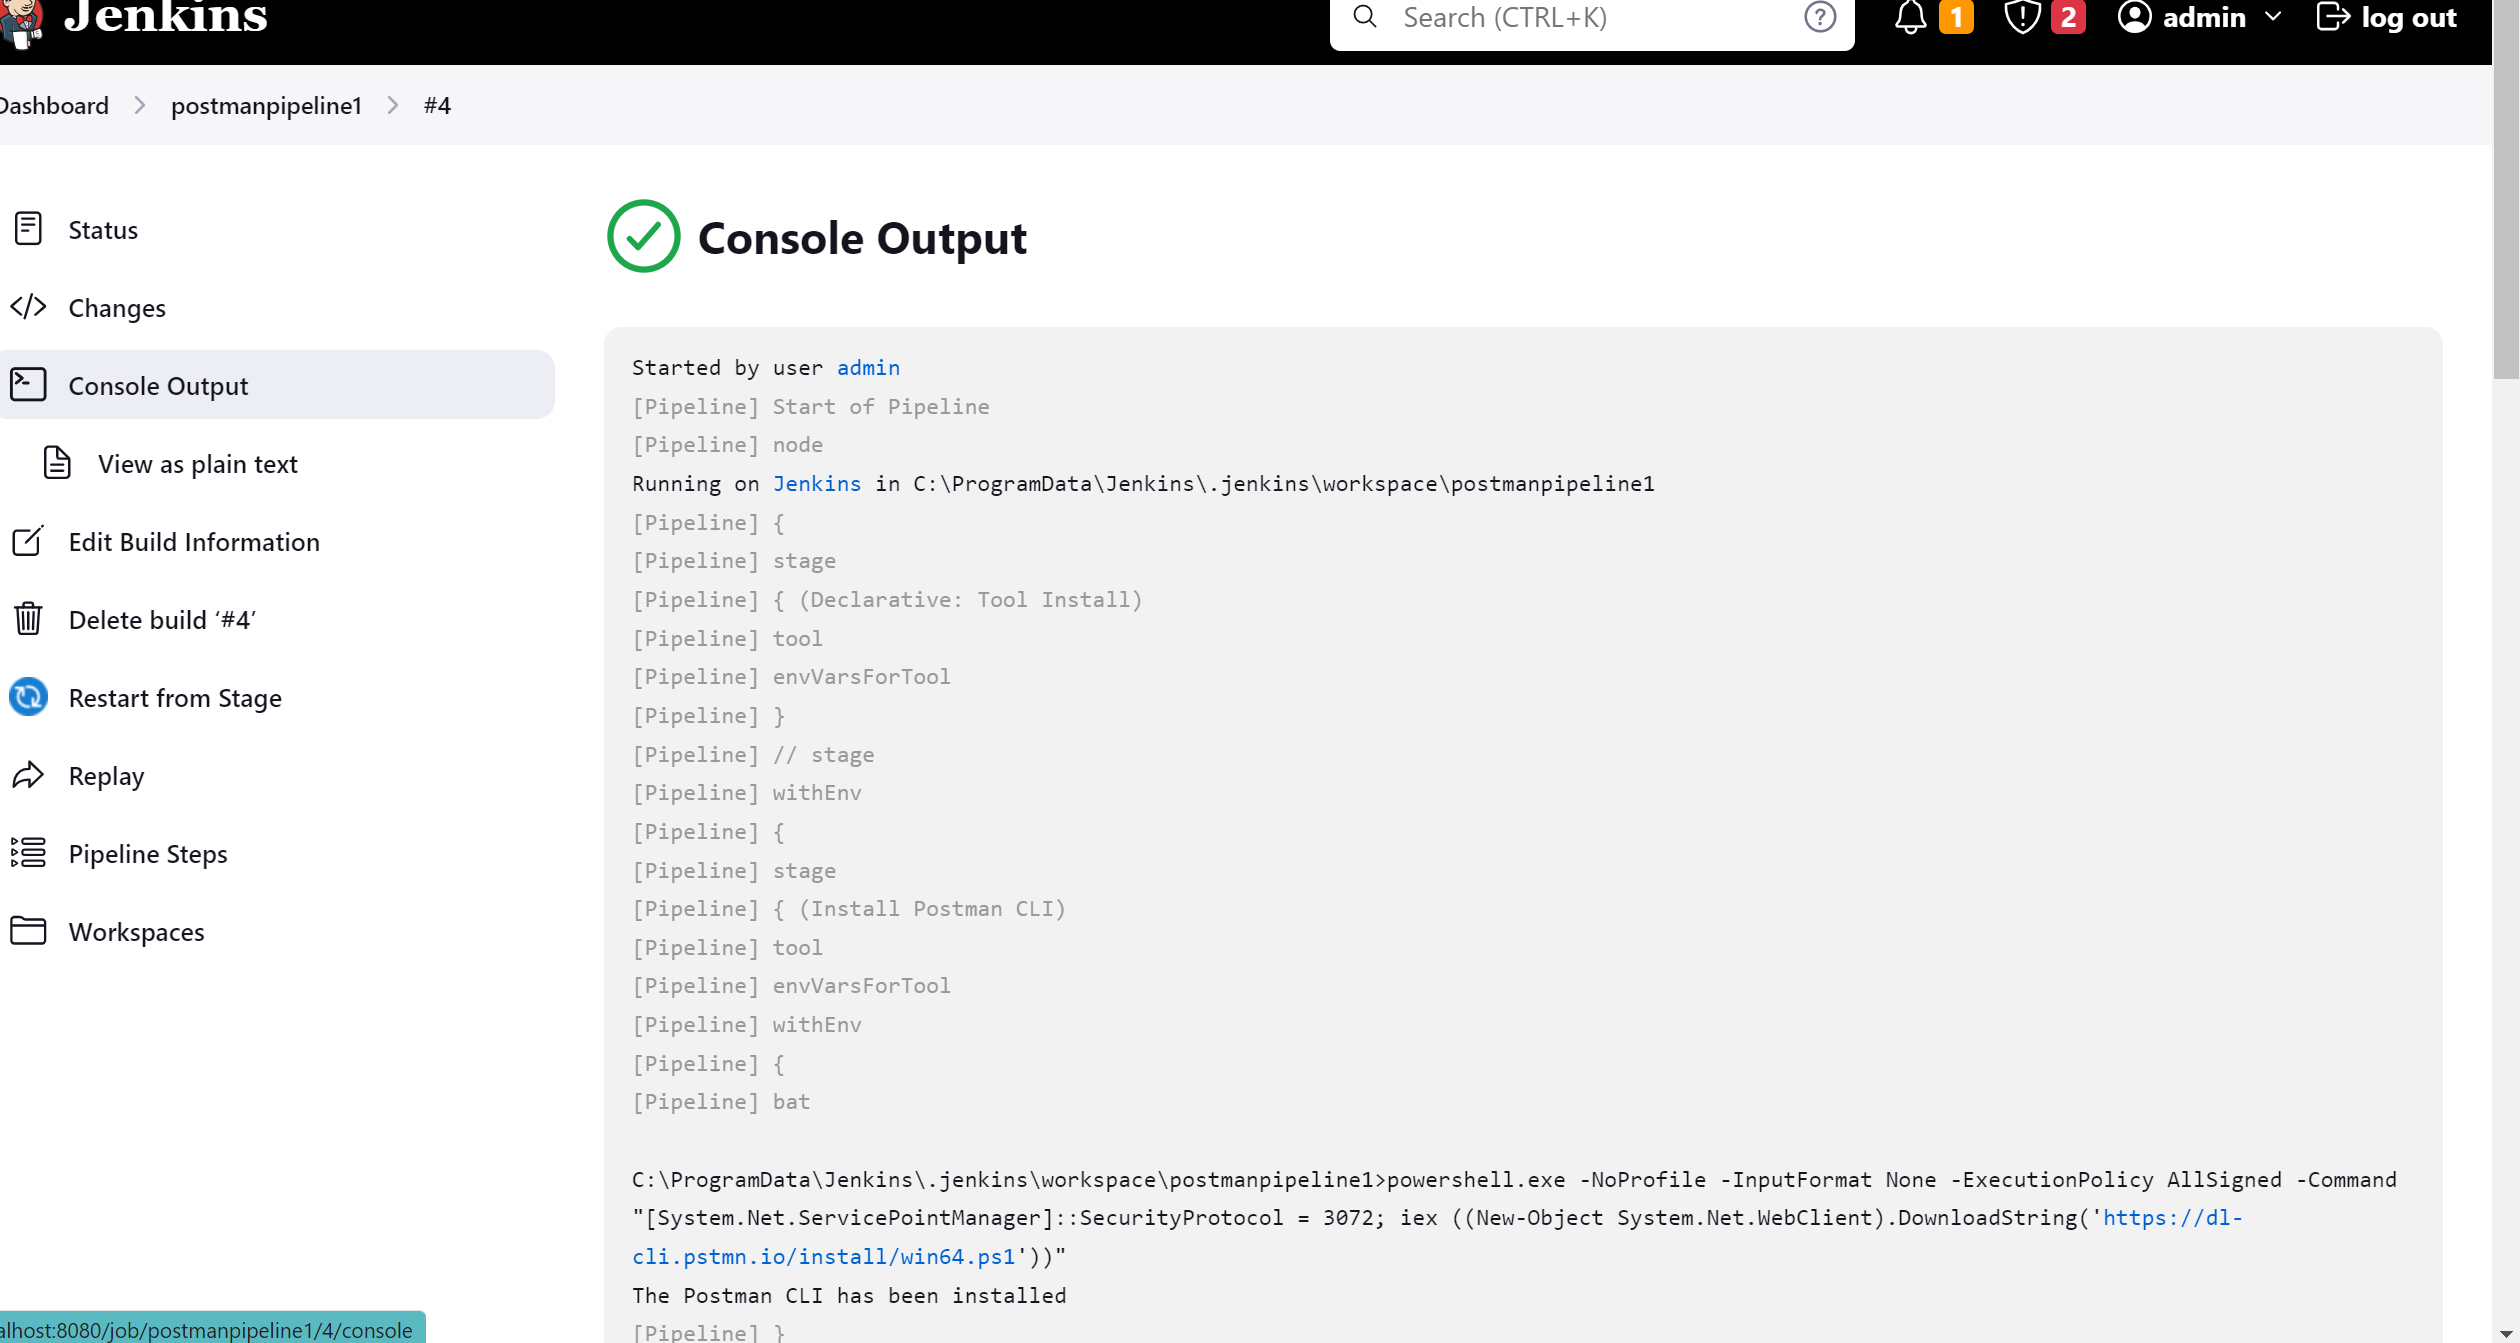 Jenkins
Search (CTRL+K)
?
1
2
admin
log out
Dashboard
postmanpipeline1
#4
Status
Changes
Console Output
View as plain text
Edit Build Information
Delete build ‘#4’
Restart from Stage
Replay
Pipeline Steps
Workspaces
Console Output
Started by user admin
[Pipeline] Start of Pipeline
[Pipeline] node
Running on Jenkins in C:\ProgramData\Jenkins\.jenkins\workspace\postmanpipeline1
[Pipeline] {
[Pipeline] stage
[Pipeline] { (Declarative: Tool Install)
[Pipeline] tool
[Pipeline] envVarsForTool
[Pipeline] }
[Pipeline] // stage
[Pipeline] withEnv
[Pipeline] {
[Pipeline] stage
[Pipeline] { (Install Postman CLI)
[Pipeline] tool
[Pipeline] envVarsForTool
[Pipeline] withEnv
[Pipeline] {
[Pipeline] bat
C:\ProgramData\Jenkins\.jenkins\workspace\postmanpipeline1>powershell.exe -NoProfile -InputFormat None -ExecutionPolicy AllSigned -Command
"[System.Net.ServicePointManager]::SecurityProtocol = 3072; iex ((New-Object System.Net.WebClient).DownloadString('https://dl-
cli.pstmn.io/install/win64.ps1'))"
The Postman CLI has been installed
[Pipeline] }
alhost:8080/job/postmanpipeline1/4/console